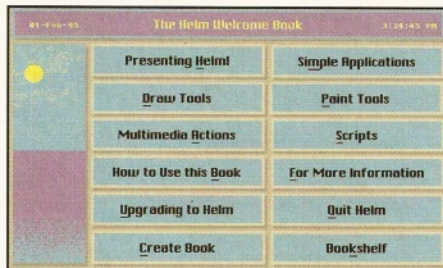 01-Feb-95 The Helm Welcome Book 3:24:45 PM
Presenting Helm! Simple Applications
Draw Tools Paint Tools
Multimedia Actions Scripts
How to Use this Book For More Information
Upgrading to Helm Quit Helm
Create Book Bookshelf